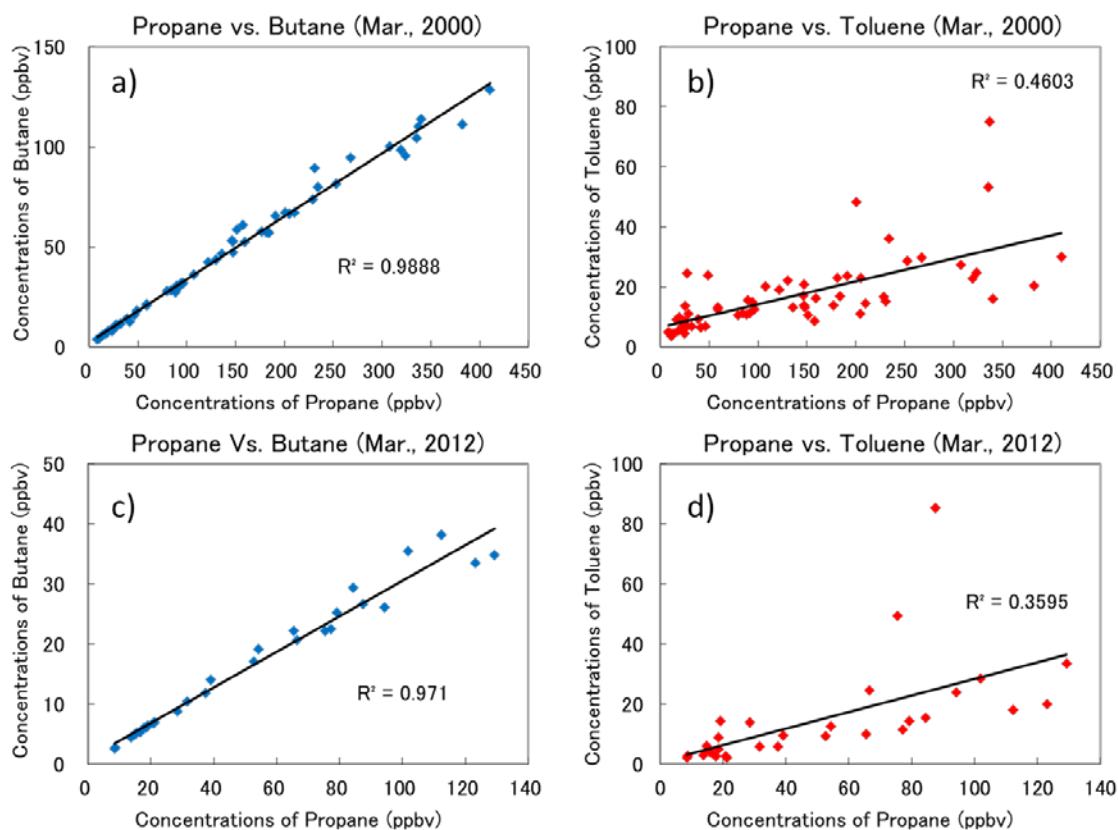 Propane vs. Butane (Mar., 2000)
a)
Concentrations of Butane (ppbv)
150
100
50
0
R² = 0.9888
0 50 100 150 200 250 300 350 400 450
Concentrations of Propane (ppbv)
Propane vs. Toluene (Mar., 2000)
b)
Concentrations of Toluene (ppbv)
100
80
60
40
20
0
R² = 0.4603
0 50 100 150 200 250 300 350 400 450
Concentrations of Propane (ppbv)
Propane Vs. Butane (Mar., 2012)
c)
Concentrations of Butane (ppbv)
50
40
30
20
10
0
R² = 0.971
0 20 40 60 80 100 120 140
Concentrations of Propane (ppbv)
Propane vs. Toluene (Mar., 2012)
d)
Concentrations of Toluene (ppbv)
100
80
60
40
20
0
R² = 0.3595
0 20 40 60 80 100 120 140
Concentrations of Propane (ppbv)